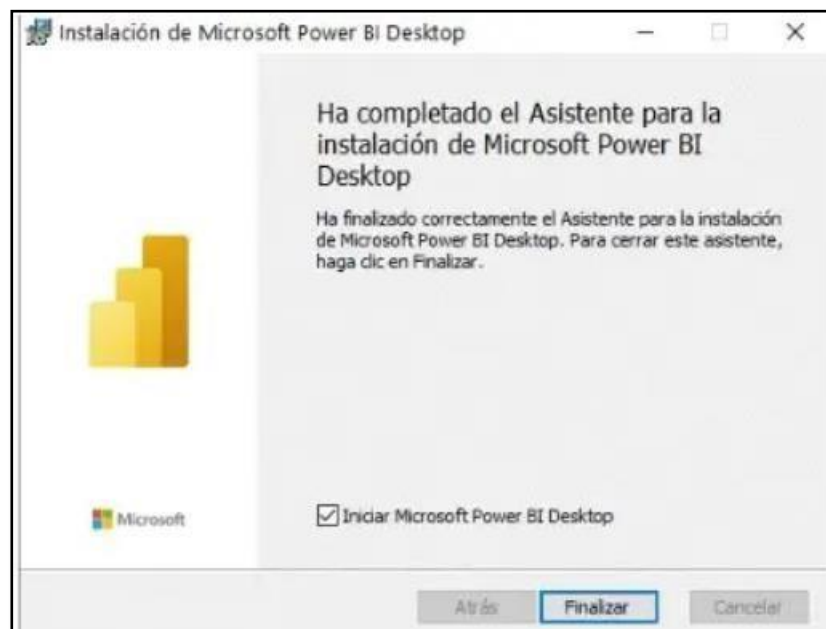 Instalación de Microsoft Power BI Desktop
Ha completado el Asistente para la
instalación de Microsoft Power BI
Desktop
Ha finalizado correctamente el Asistente para la instalación
de Microsoft Power BI Desktop. Para cerrar este asistente,
haga clic en Finalizar.
Microsoft
Iniciar Microsoft Power BI Desktop
Atrás Finalizar Cancelar